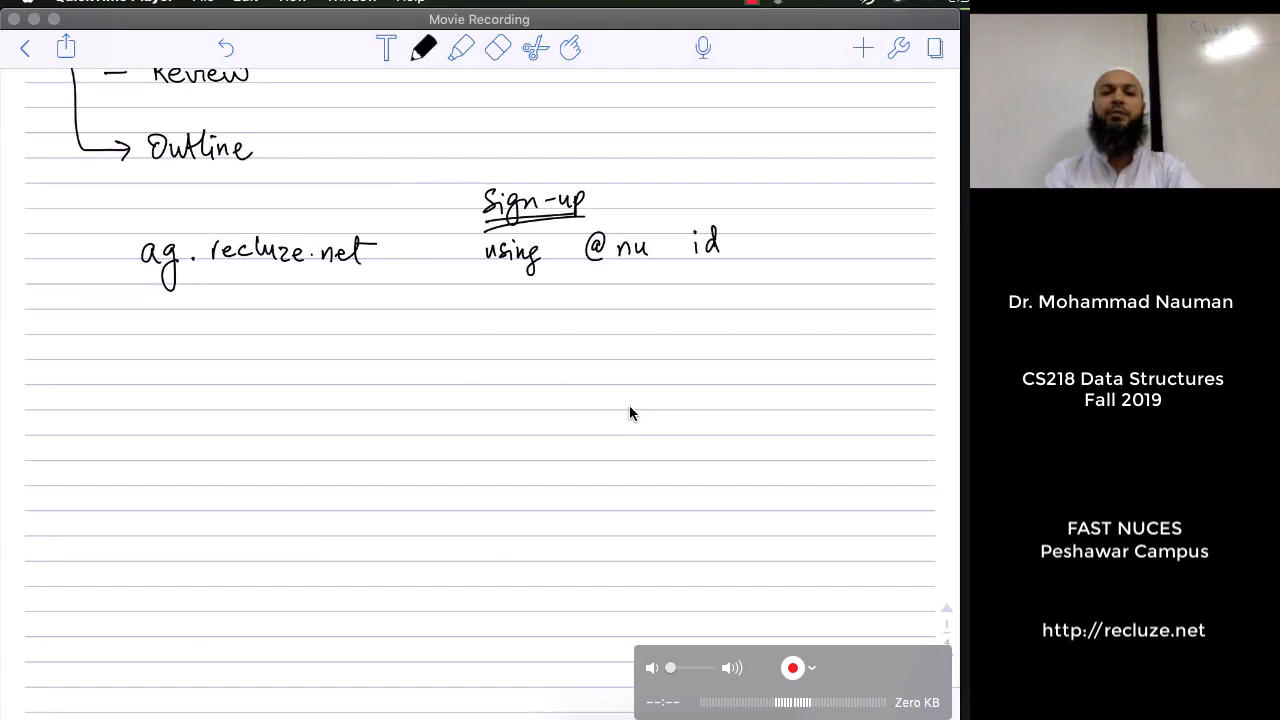 Movie Recording
— Review
Outline
Sign-up
ag.recluze.net using @nu id
Dr. Mohammad Nauman
CS218 Data Structures
Fall 2019
FAST NUCES
Peshawar Campus
http://recluze.net
--:-- Zero KB